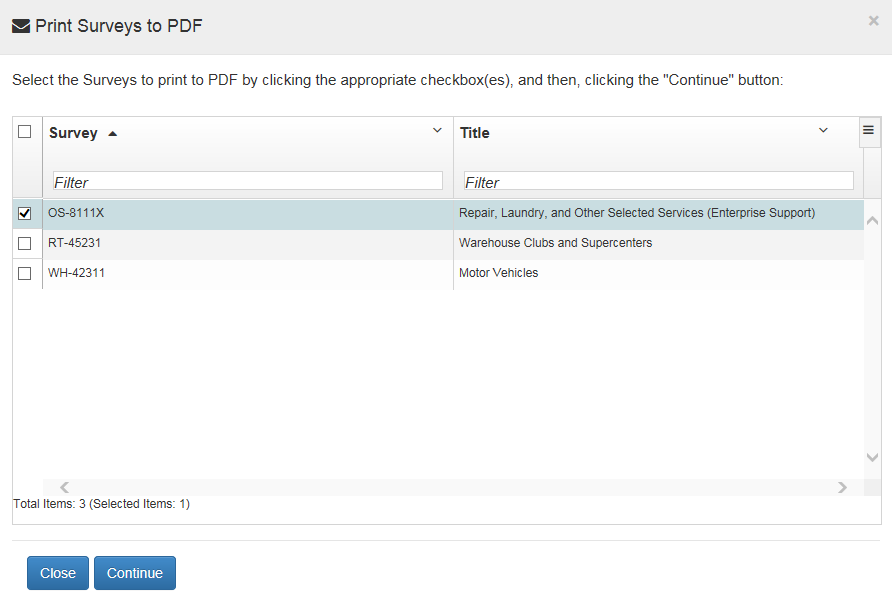 Print Surveys to PDF
Select the Surveys to print to PDF by clicking the appropriate checkbox(es), and then, clicking the "Continue" button:
Survey Title
Filter Filter
OS-8111X Repair, Laundry, and Other Selected Services (Enterprise Support)
RT-45231 Warehouse Clubs and Supercenters
WH-42311 Motor Vehicles
Total Items: 3 (Selected Items: 1)
Close Continue